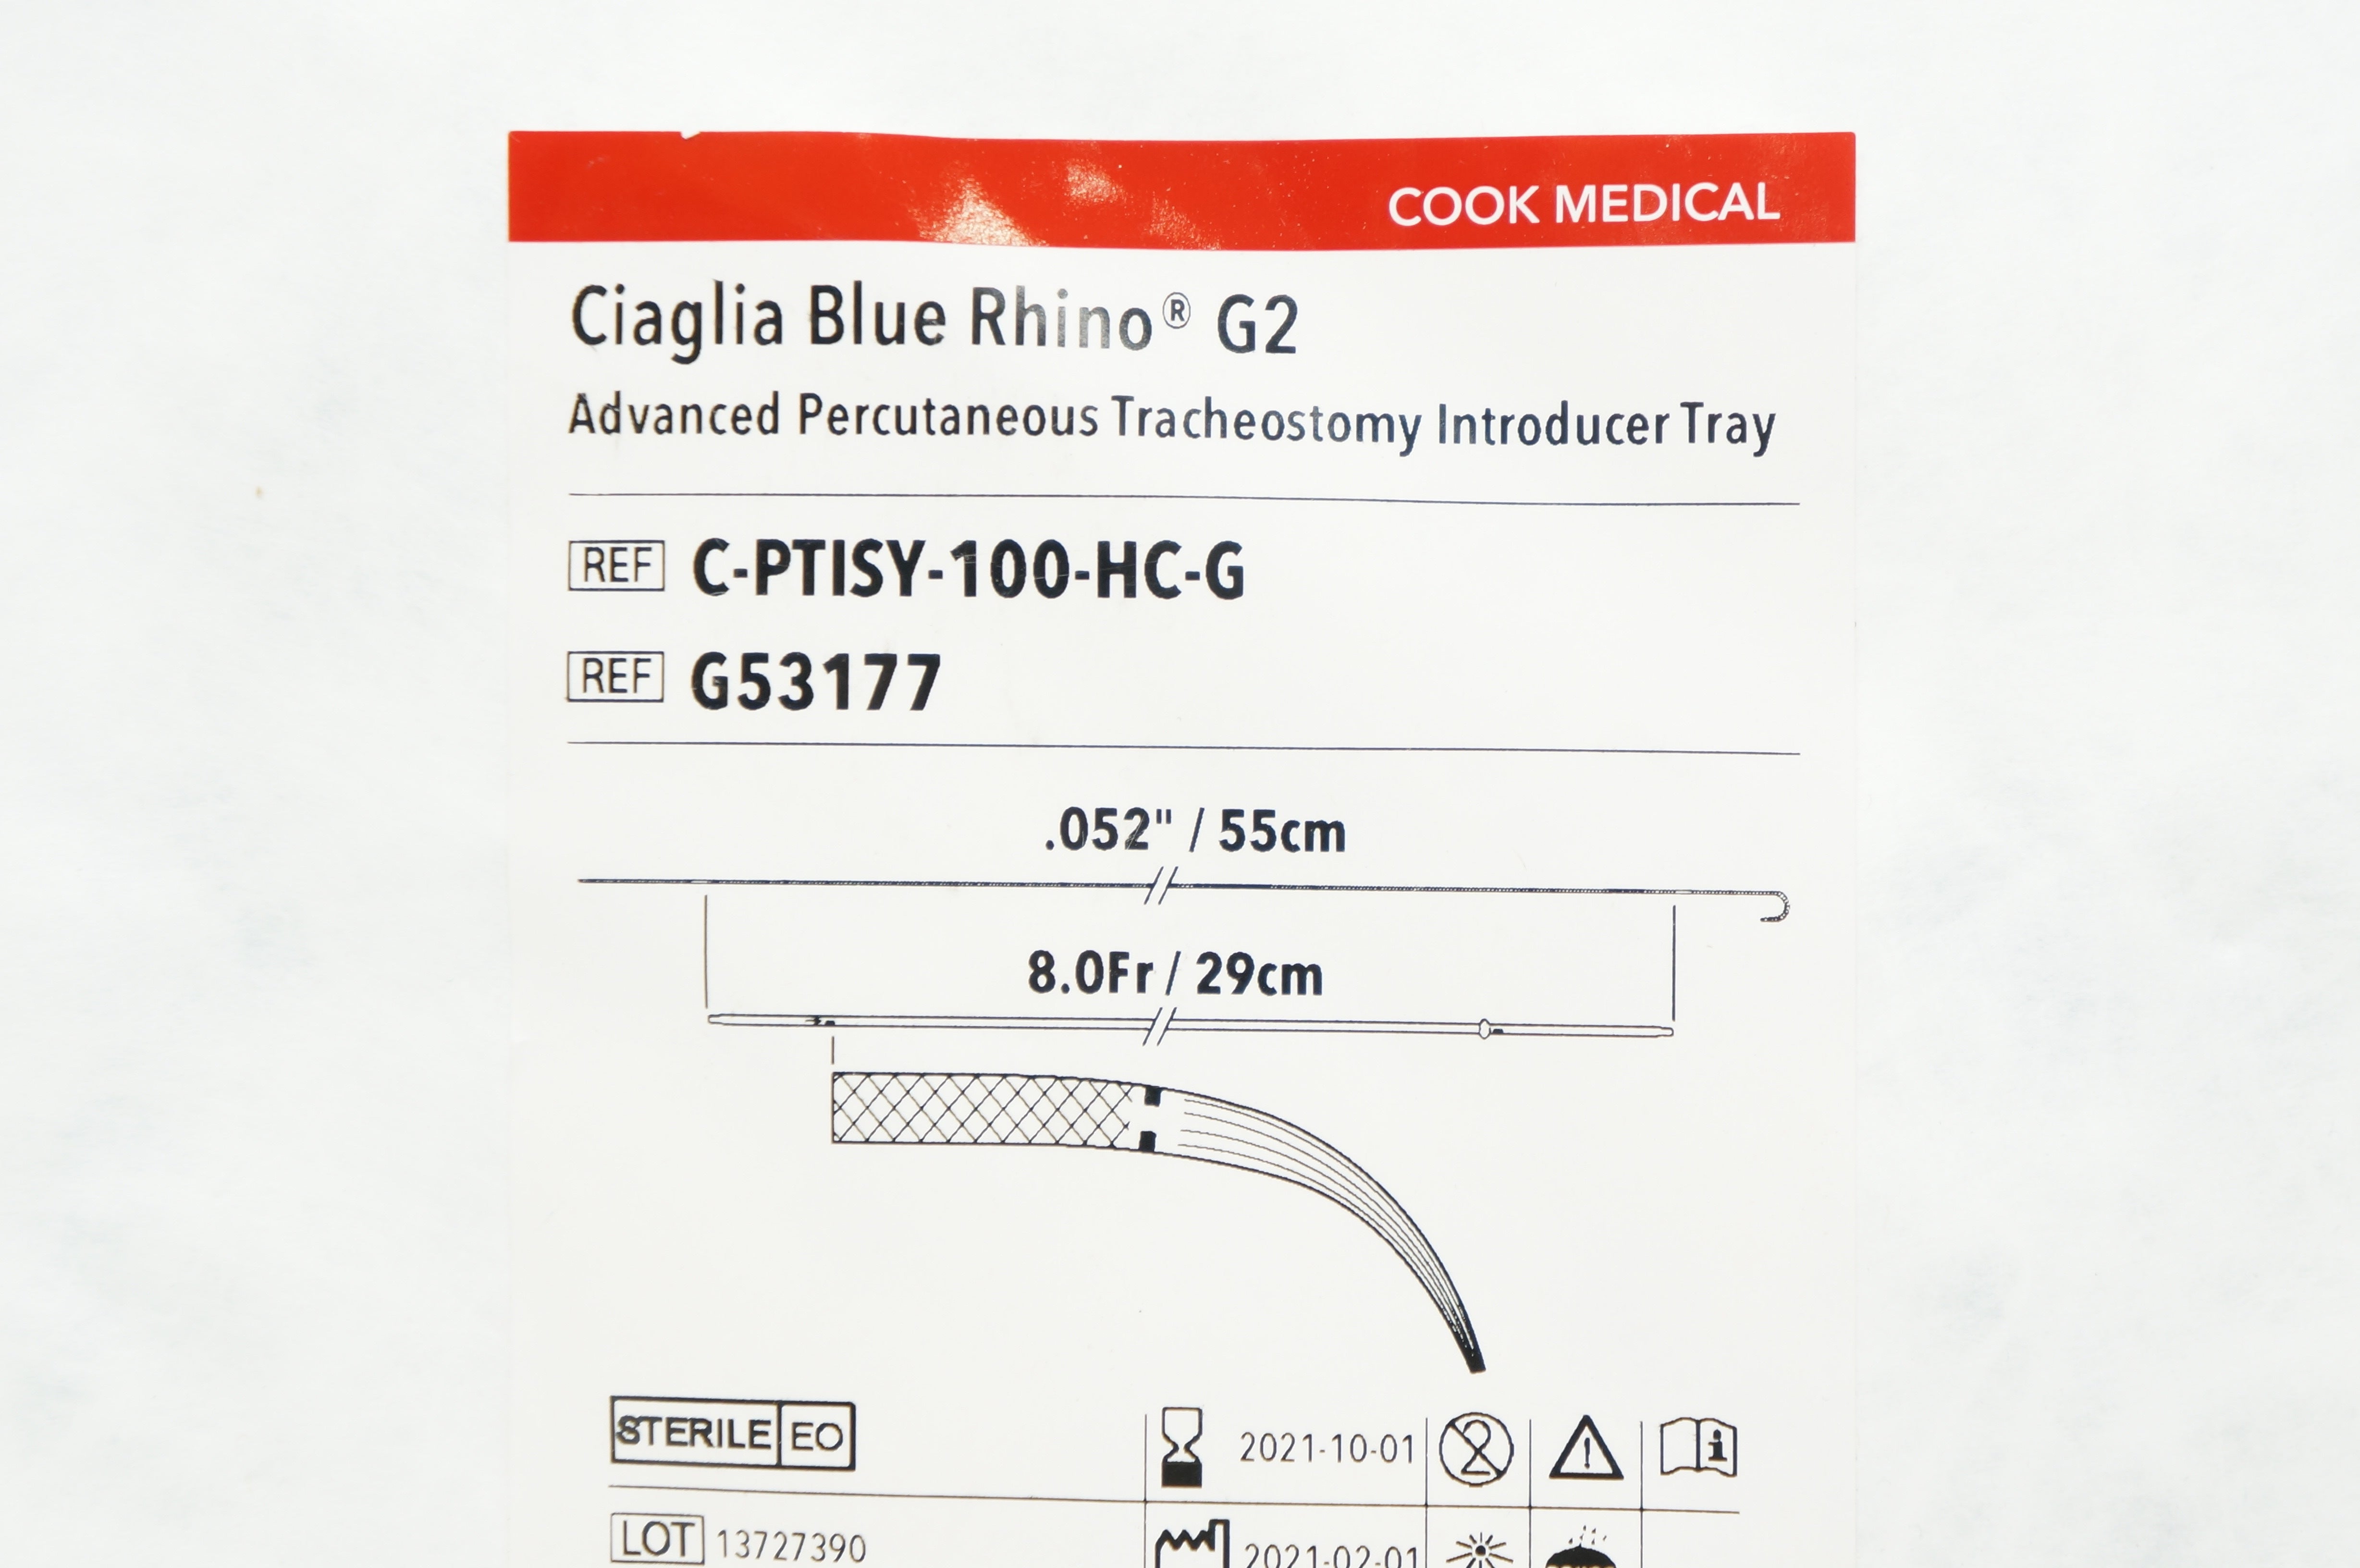 COOK MEDICAL
Ciaglia Blue Rhino® G2
Advanced Percutaneous Tracheostomy Introducer Tray
REF C-PTISY-100-HC-G
REF G53177
.052" / 55cm
8.0Fr / 29cm
STERILE EO 2021-10-01 2
LOT 13727390 2021-02-01